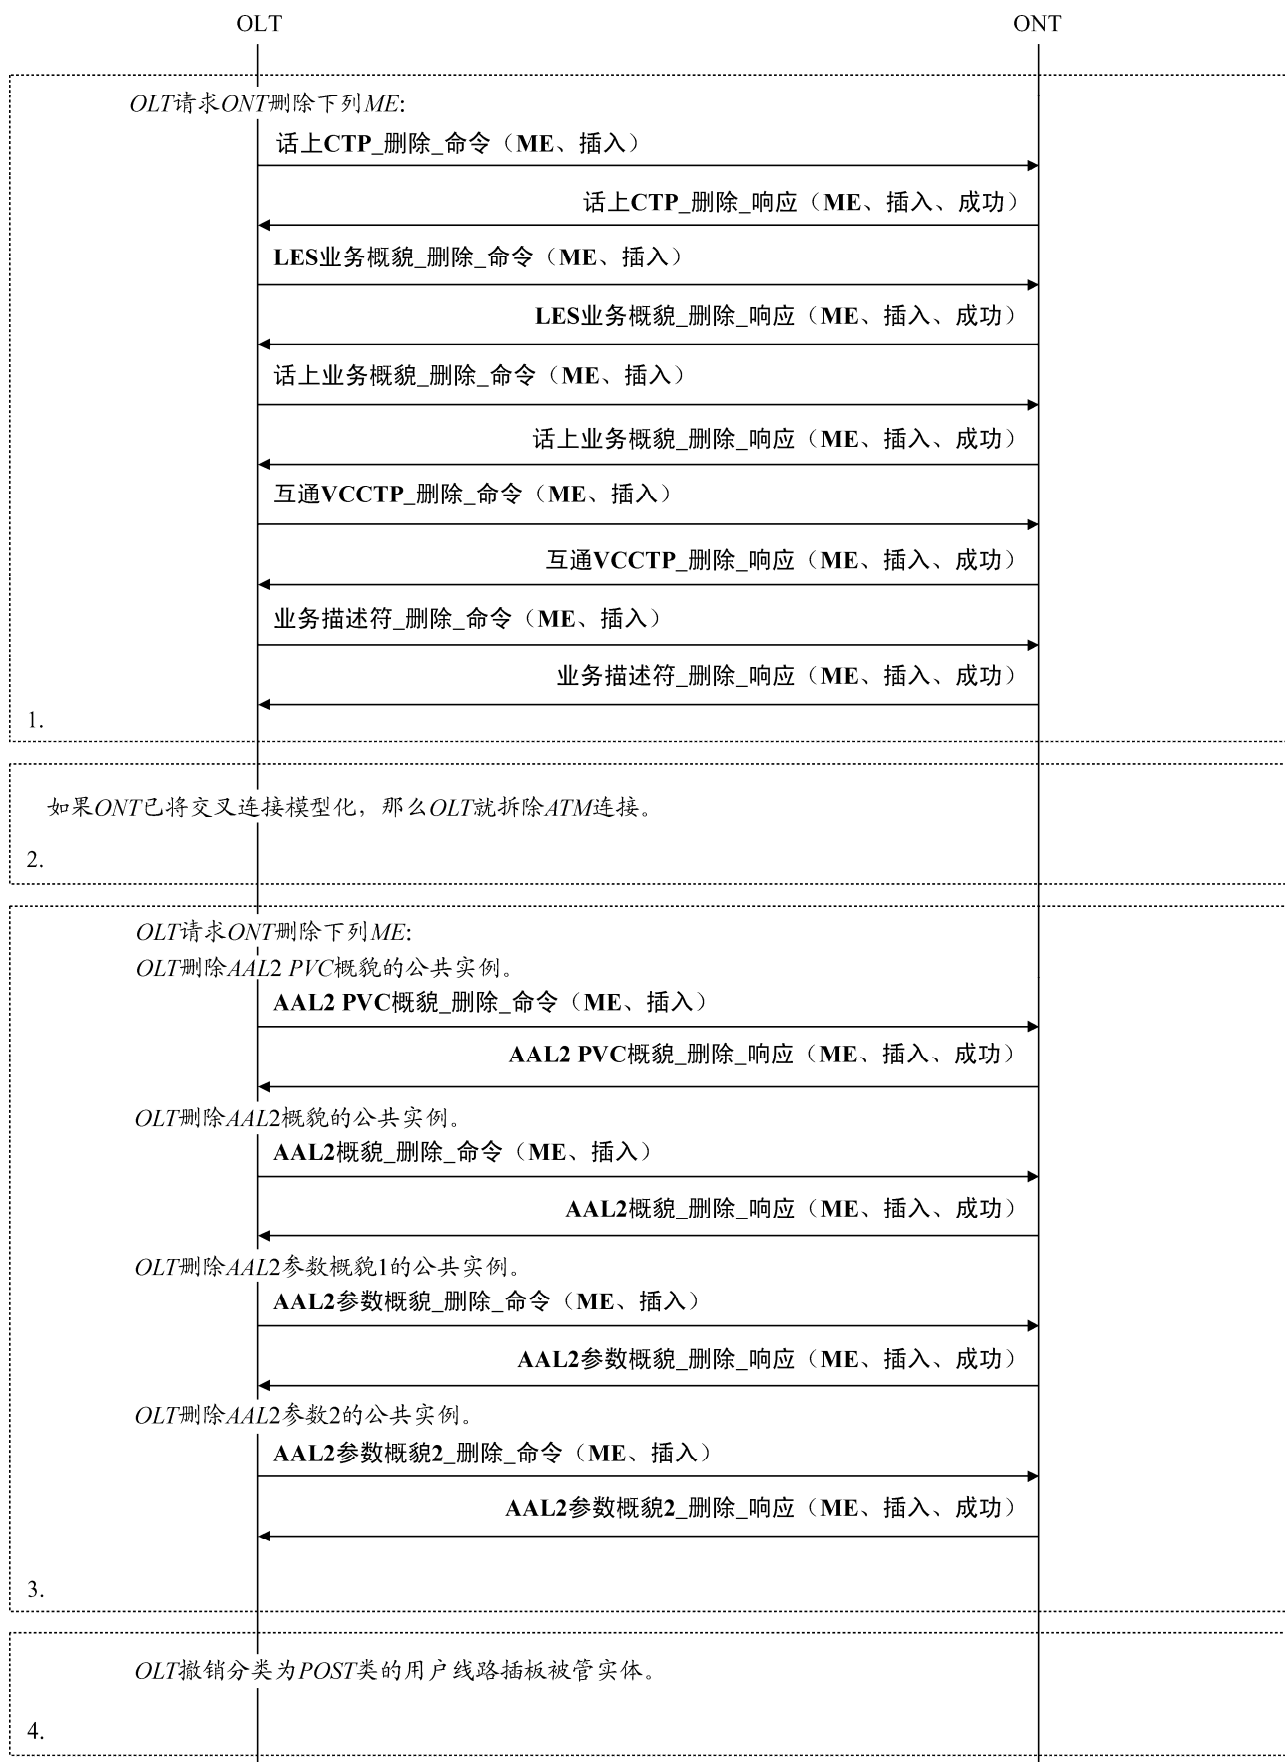 OLT ONT
OLT请求ONT删除下列ME:
话上CTP_删除_命令（ME、插入）
话上CTP_删除_响应（ME、插入、成功）
LES业务概貌_删除_命令（ME、插入）
LES业务概貌_删除_响应（ME、插入、成功）
话上业务概貌_删除_命令（ME、插入）
话上业务概貌_删除_响应（ME、插入、成功）
互通VCCTP_删除_命令（ME、插入）
互通VCCTP_删除_响应（ME、插入、成功）
业务描述符_删除_命令（ME、插入）
业务描述符_删除_响应（ME、插入、成功）
1.
如果ONT已将交叉连接模型化，那么OLT就拆除ATM连接。
2.
OLT请求ONT删除下列ME:
OLT删除AAL2 PVC概貌的公共实例。
AAL2 PVC概貌_删除_命令（ME、插入）
AAL2 PVC概貌_删除_响应（ME、插入、成功）
OLT删除AAL2概貌的公共实例。
AAL2概貌_删除_命令（ME、插入）
AAL2概貌_删除_响应（ME、插入、成功）
OLT删除AAL2参数概貌1的公共实例。
AAL2参数概貌_删除_命令（ME、插入）
AAL2参数概貌_删除_响应（ME、插入、成功）
OLT删除AAL2参数2的公共实例。
AAL2参数概貌2_删除_命令（ME、插入）
AAL2参数概貌2_删除_响应（ME、插入、成功）
3.
OLT撤销分类为POST类的用户线路插板被管实体。
4.